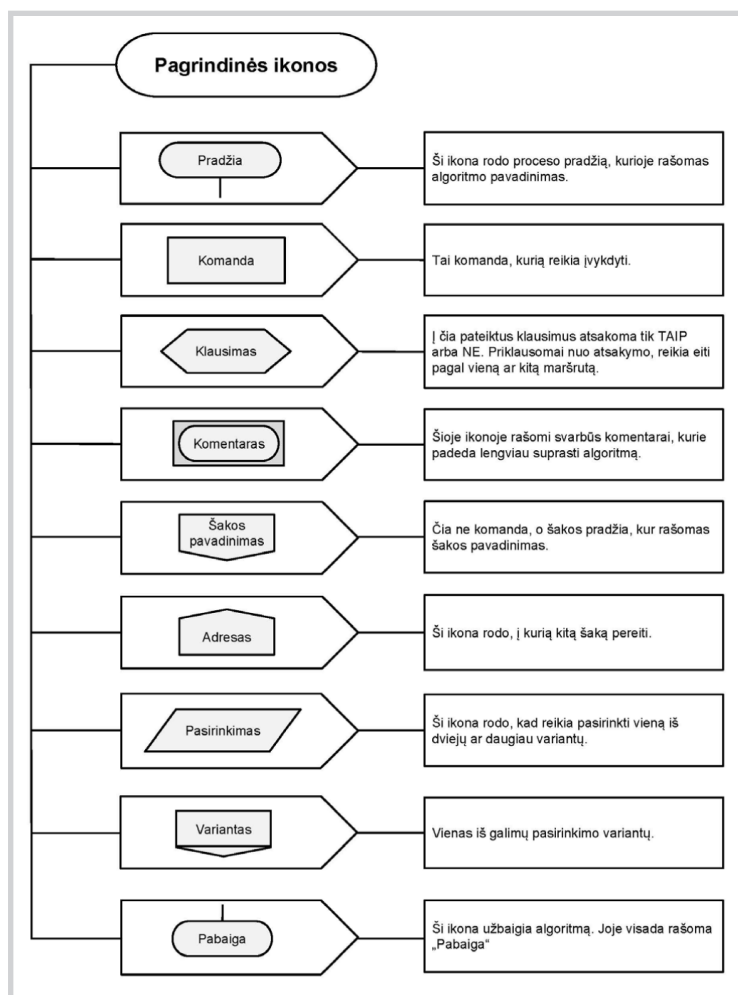 Pagrindinės ikonos
Pradžia
Ši ikona rodo proceso pradžią, kurioje rašomas
algoritmo pavadinimas.
Komanda
Tai komanda, kurią reikia įvykdyti.
Klausimas
Į čia pateiktus klausimus atsakoma tik TAIP
arba NE. Priklausomai nuo atsakymo, reikia eiti
pagal vieną ar kitą maršrutą.
Komentaras
Šioje ikonoje rašomi svarbūs komentarai, kurie
padeda lengviau suprasti algoritmą.
Šakos
pavadinimas
Čia ne komanda, o šakos pradžia, kur rašomas
šakos pavadinimas.
Adresas
Ši ikona rodo, į kurią kitą šaką pereiti.
Pasirinkimas
Ši ikona rodo, kad reikia pasirinkti vieną iš
dviejų ar daugiau variantų.
Variantas
Vienas iš galimų pasirinkimo variantų.
Pabaiga
Ši ikona užbaigia algoritmą. Joje visada rašoma
„Pabaiga“